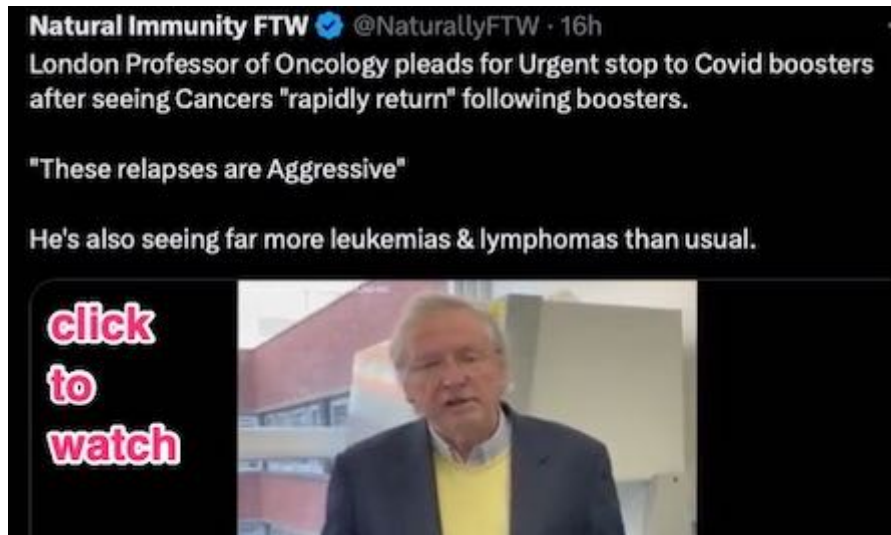 Natural Immunity FTW @NaturallyFTW · 16h
London Professor of Oncology pleads for Urgent stop to Covid boosters
after seeing Cancers "rapidly return" following boosters.
"These relapses are Aggressive"
He's also seeing far more leukemias & lymphomas than usual.
click
to
watch